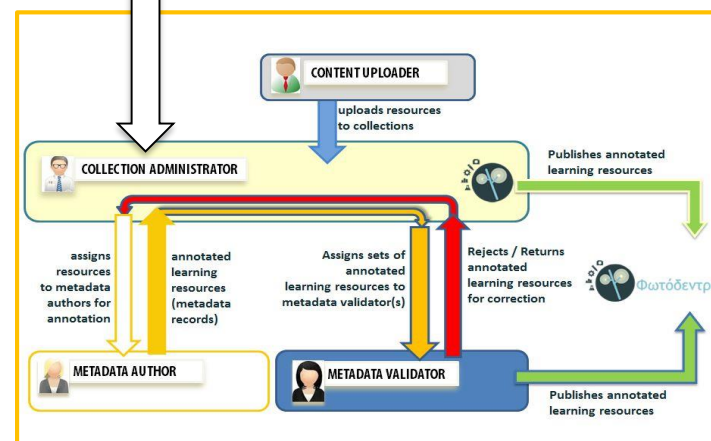 CONTENT UPLOADER
uploads resources
to collections
COLLECTION ADMINISTRATOR
Publishes annotated
learning resources
assigns
resources
to metadata
authors for
annotation
annotated
learning
resources
(metadata
records)
Assigns sets of
annotated
learning resources to
metadata validator(s)
Rejects / Returns
annotated
learning resources
for correction
Φωτόδεντρ
METADATA AUTHOR
METADATA VALIDATOR
Publishes annotated
learning resources